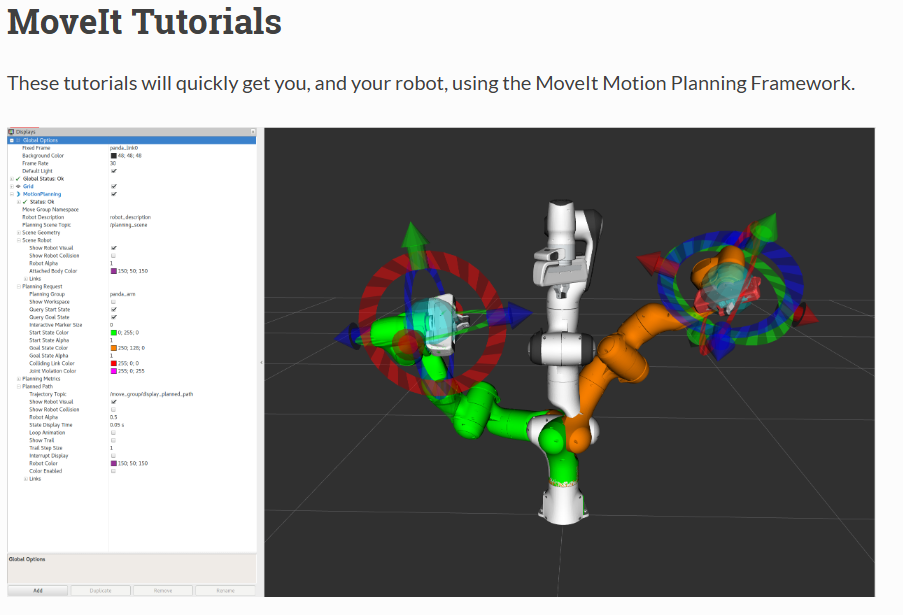 MoveIt Tutorials
These tutorials will quickly get you, and your robot, using the MoveIt Motion Planning Framework.
Displays
Global Options
Fixed Frame panda_link0
Background Color 48; 48; 48
Frame Rate 30
Default Light
Global Status: Ok
Grid
MotionPlanning
Status: Ok
Move Group Namespace
Robot Description robot_description
Planning Scene Topic /planning_scene
Scene Geometry
Scene Robot
Show Robot Visual
Show Robot Collision
Robot Alpha 1
Attached Body Color 150; 50; 150
Links
Planning Request
Planning Group panda_arm
Show Workspace
Query Start State
Query Goal State
Interactive Marker Size 0
Start State Color 0; 255; 0
Start State Alpha 1
Goal State Color 250; 128; 0
Goal State Alpha 1
Colliding Link Color 255; 0; 0
Joint Violation Color 255; 0; 255
Planning Metrics
Planned Path
Trajectory Topic /move_group/display_planned_path
Show Robot Visual
Show Robot Collision
Robot Alpha 0.5
State Display Time 0.05 s
Loop Animation
Show Trail
Trail Step Size 1
Interrupt Display
Robot Color 150; 50; 150
Color Enabled
Links
Global Options
Add Duplicate Remove Rename